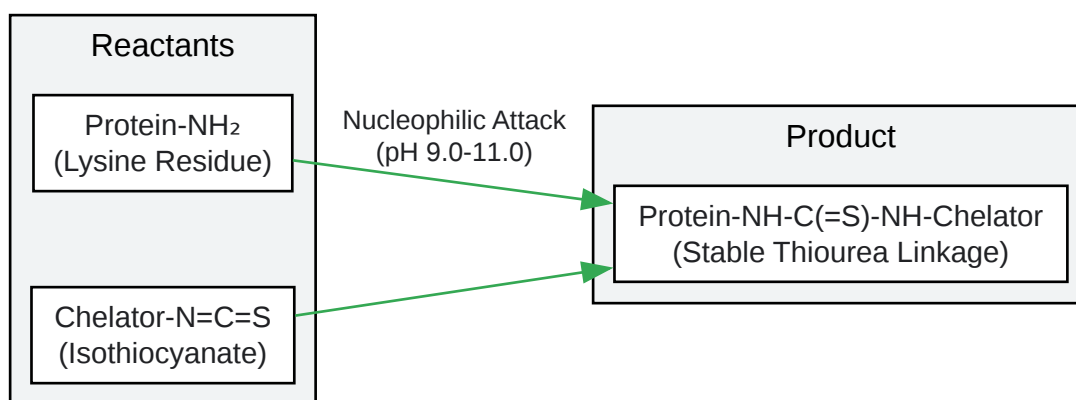 Reactants
Protein-NH₂
(Lysine Residue)
Chelator-N=C=S
(Isothiocyanate)
Nucleophilic Attack
(pH 9.0-11.0)
Product
Protein-NH-C(=S)-NH-Chelator
(Stable Thiourea Linkage)